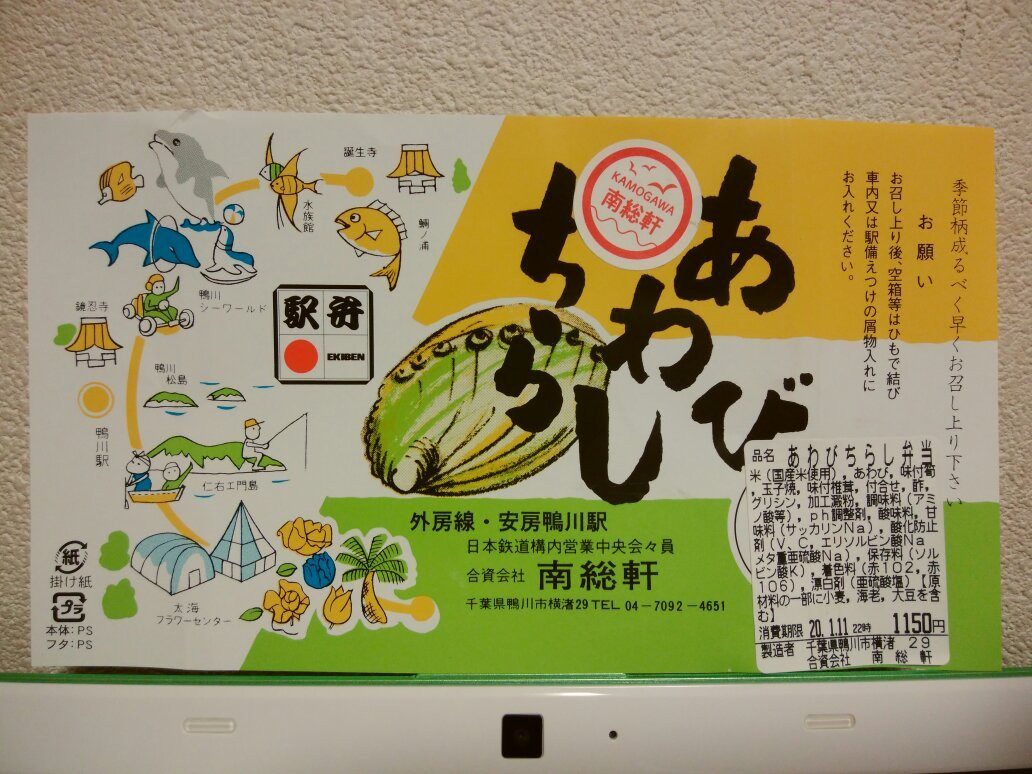 あわび
ちらし
KAMOGAWA
南総軒
お願い
季節柄成るべく早くお召し上り下さい
お召し上り後、空箱等はひもで結び
車内又は駅備えつけの屑物入れに
お入れください。
誕生寺
水族館
鯛ノ浦
鴨川
シーワールド
鏡忍寺
鴨川
松島
鴨川駅
仁右エ門島
太海
フラワーセンター
駅弁
EKIBEN
外房線・安房鴨川駅
日本鉄道構内営業中央会々員
合資会社 南総軒
千葉県鴨川市横渚29 TEL 04-7092-4651
紙
掛け紙
プラ
本体:PS
フタ:PS
品名 あわびちらし弁当
米(国産米使用),あわび,味付筍
,玉子焼,味付椎茸,付合せ,酢,
グリシン,加工澱粉,調味料(アミ
ノ酸等),ph調整剤,酸味料,甘
味料(サッカリンNa),酸化防止
剤(V.C,エリソルビン酸Na
メタ重亜硫酸Na),保存料(ソル
ビン酸K),着色料(赤102,赤
106),漂白剤(亜硫酸塩)【原
材料の一部に小麦,海老,大豆を含
む】
消費期限 20.1.11 22時 1150円
製造者 千葉県鴨川市横渚 29
合資会社 南総軒